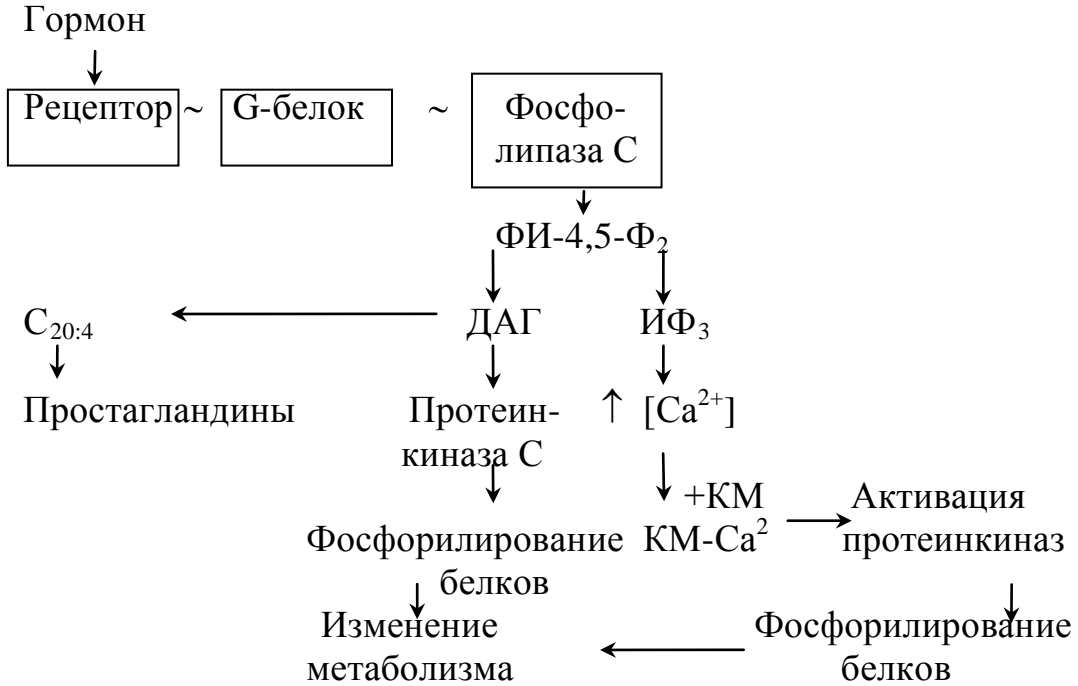 Гормон
Рецептор ~ G-белок ~ Фосфо-
липаза С
ФИ-4,5-Ф₂
С₂₀:₄ ДАГ ИФ₃
Простагландины Протеин- ↑ [Ca²⁺]
киназа С
+КМ Активация
Фосфорилирование КМ-Ca² протеинкиназ
белков
Изменение Фосфорилирование
метаболизма белков